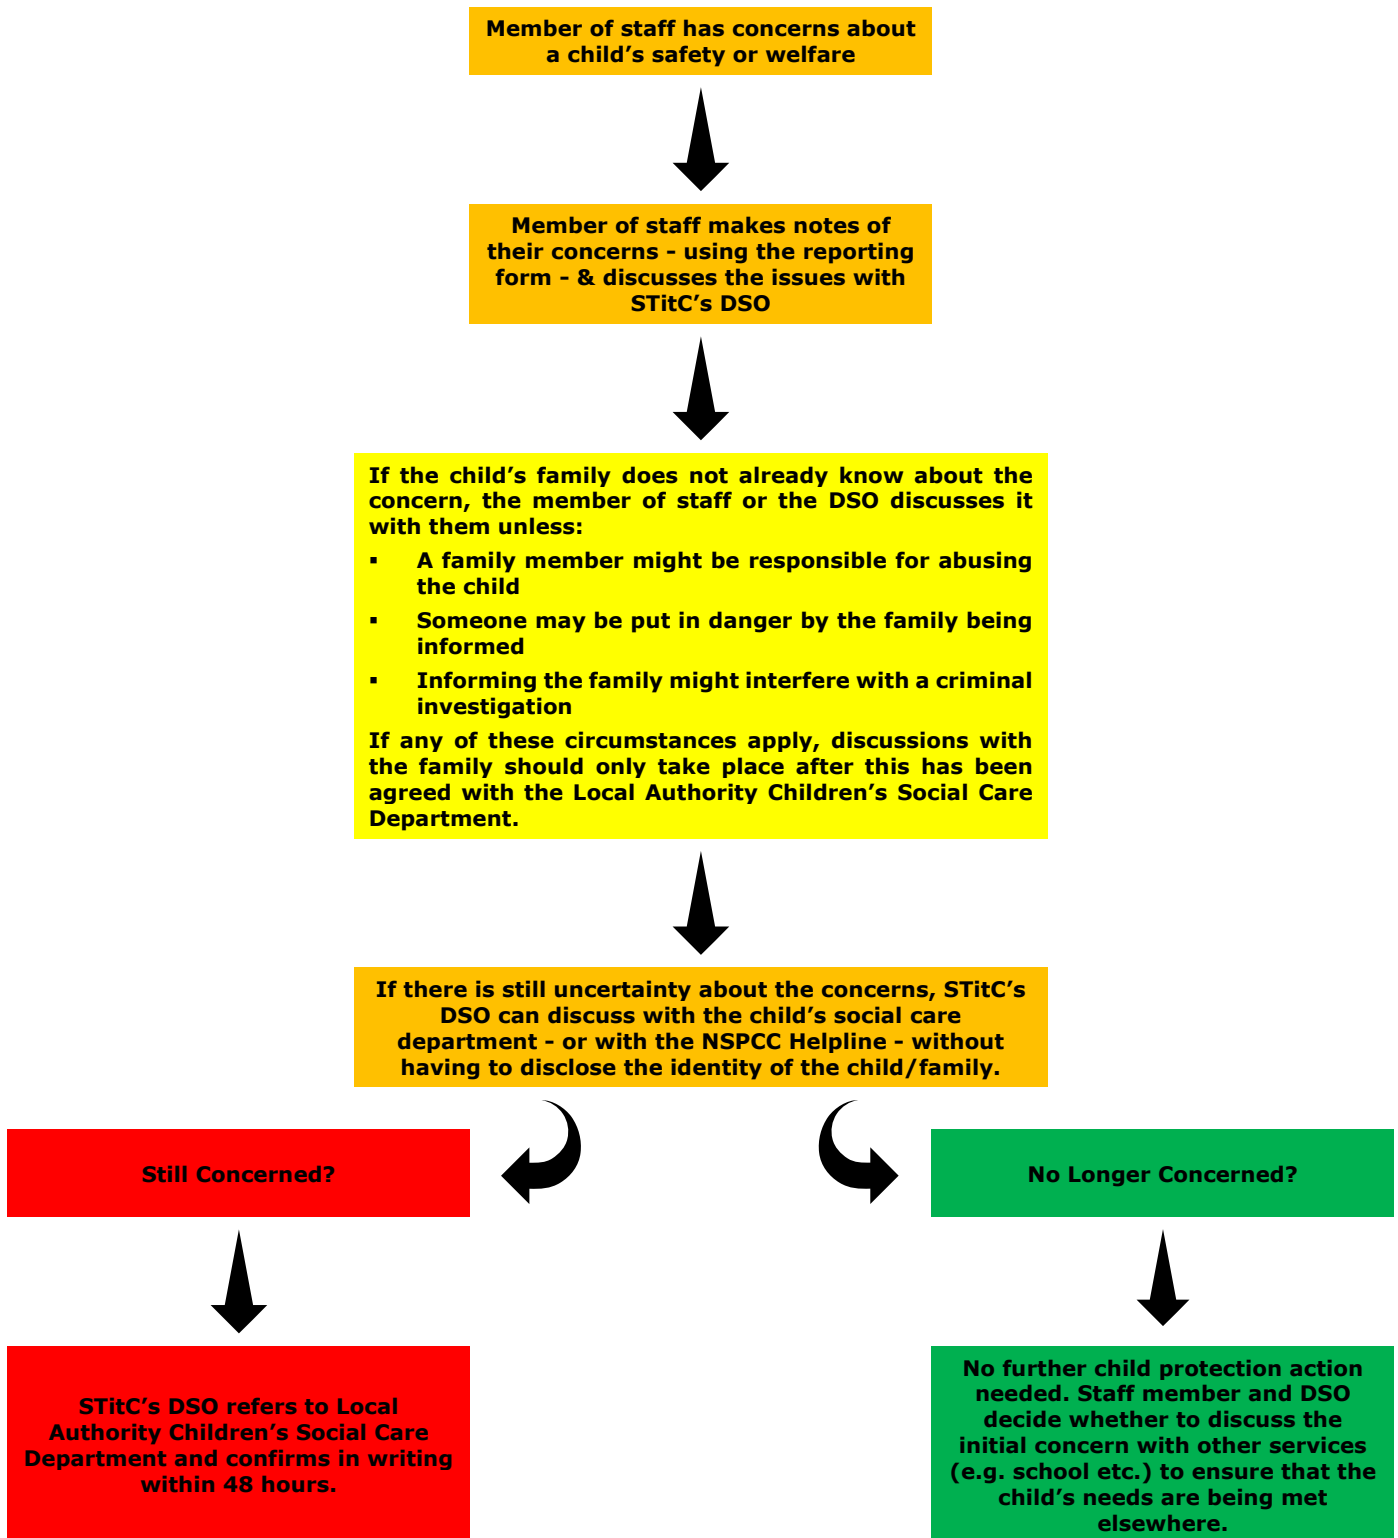 Member of staff has concerns about
a child’s safety or welfare
Member of staff makes notes of
their concerns - using the reporting
form - & discusses the issues with
STitC’s DSO
If the child’s family does not already know about the
concern, the member of staff or the DSO discusses it
with them unless:
▪ A family member might be responsible for abusing
the child
▪ Someone may be put in danger by the family being
informed
▪ Informing the family might interfere with a criminal
investigation
If any of these circumstances apply, discussions with
the family should only take place after this has been
agreed with the Local Authority Children’s Social Care
Department.
If there is still uncertainty about the concerns, STitC’s
DSO can discuss with the child’s social care
department - or with the NSPCC Helpline - without
having to disclose the identity of the child/family.
Still Concerned?
STitC’s DSO refers to Local
Authority Children’s Social Care
Department and confirms in writing
within 48 hours.
No Longer Concerned?
No further child protection action
needed. Staff member and DSO
decide whether to discuss the
initial concern with other services
(e.g. school etc.) to ensure that the
child’s needs are being met
elsewhere.